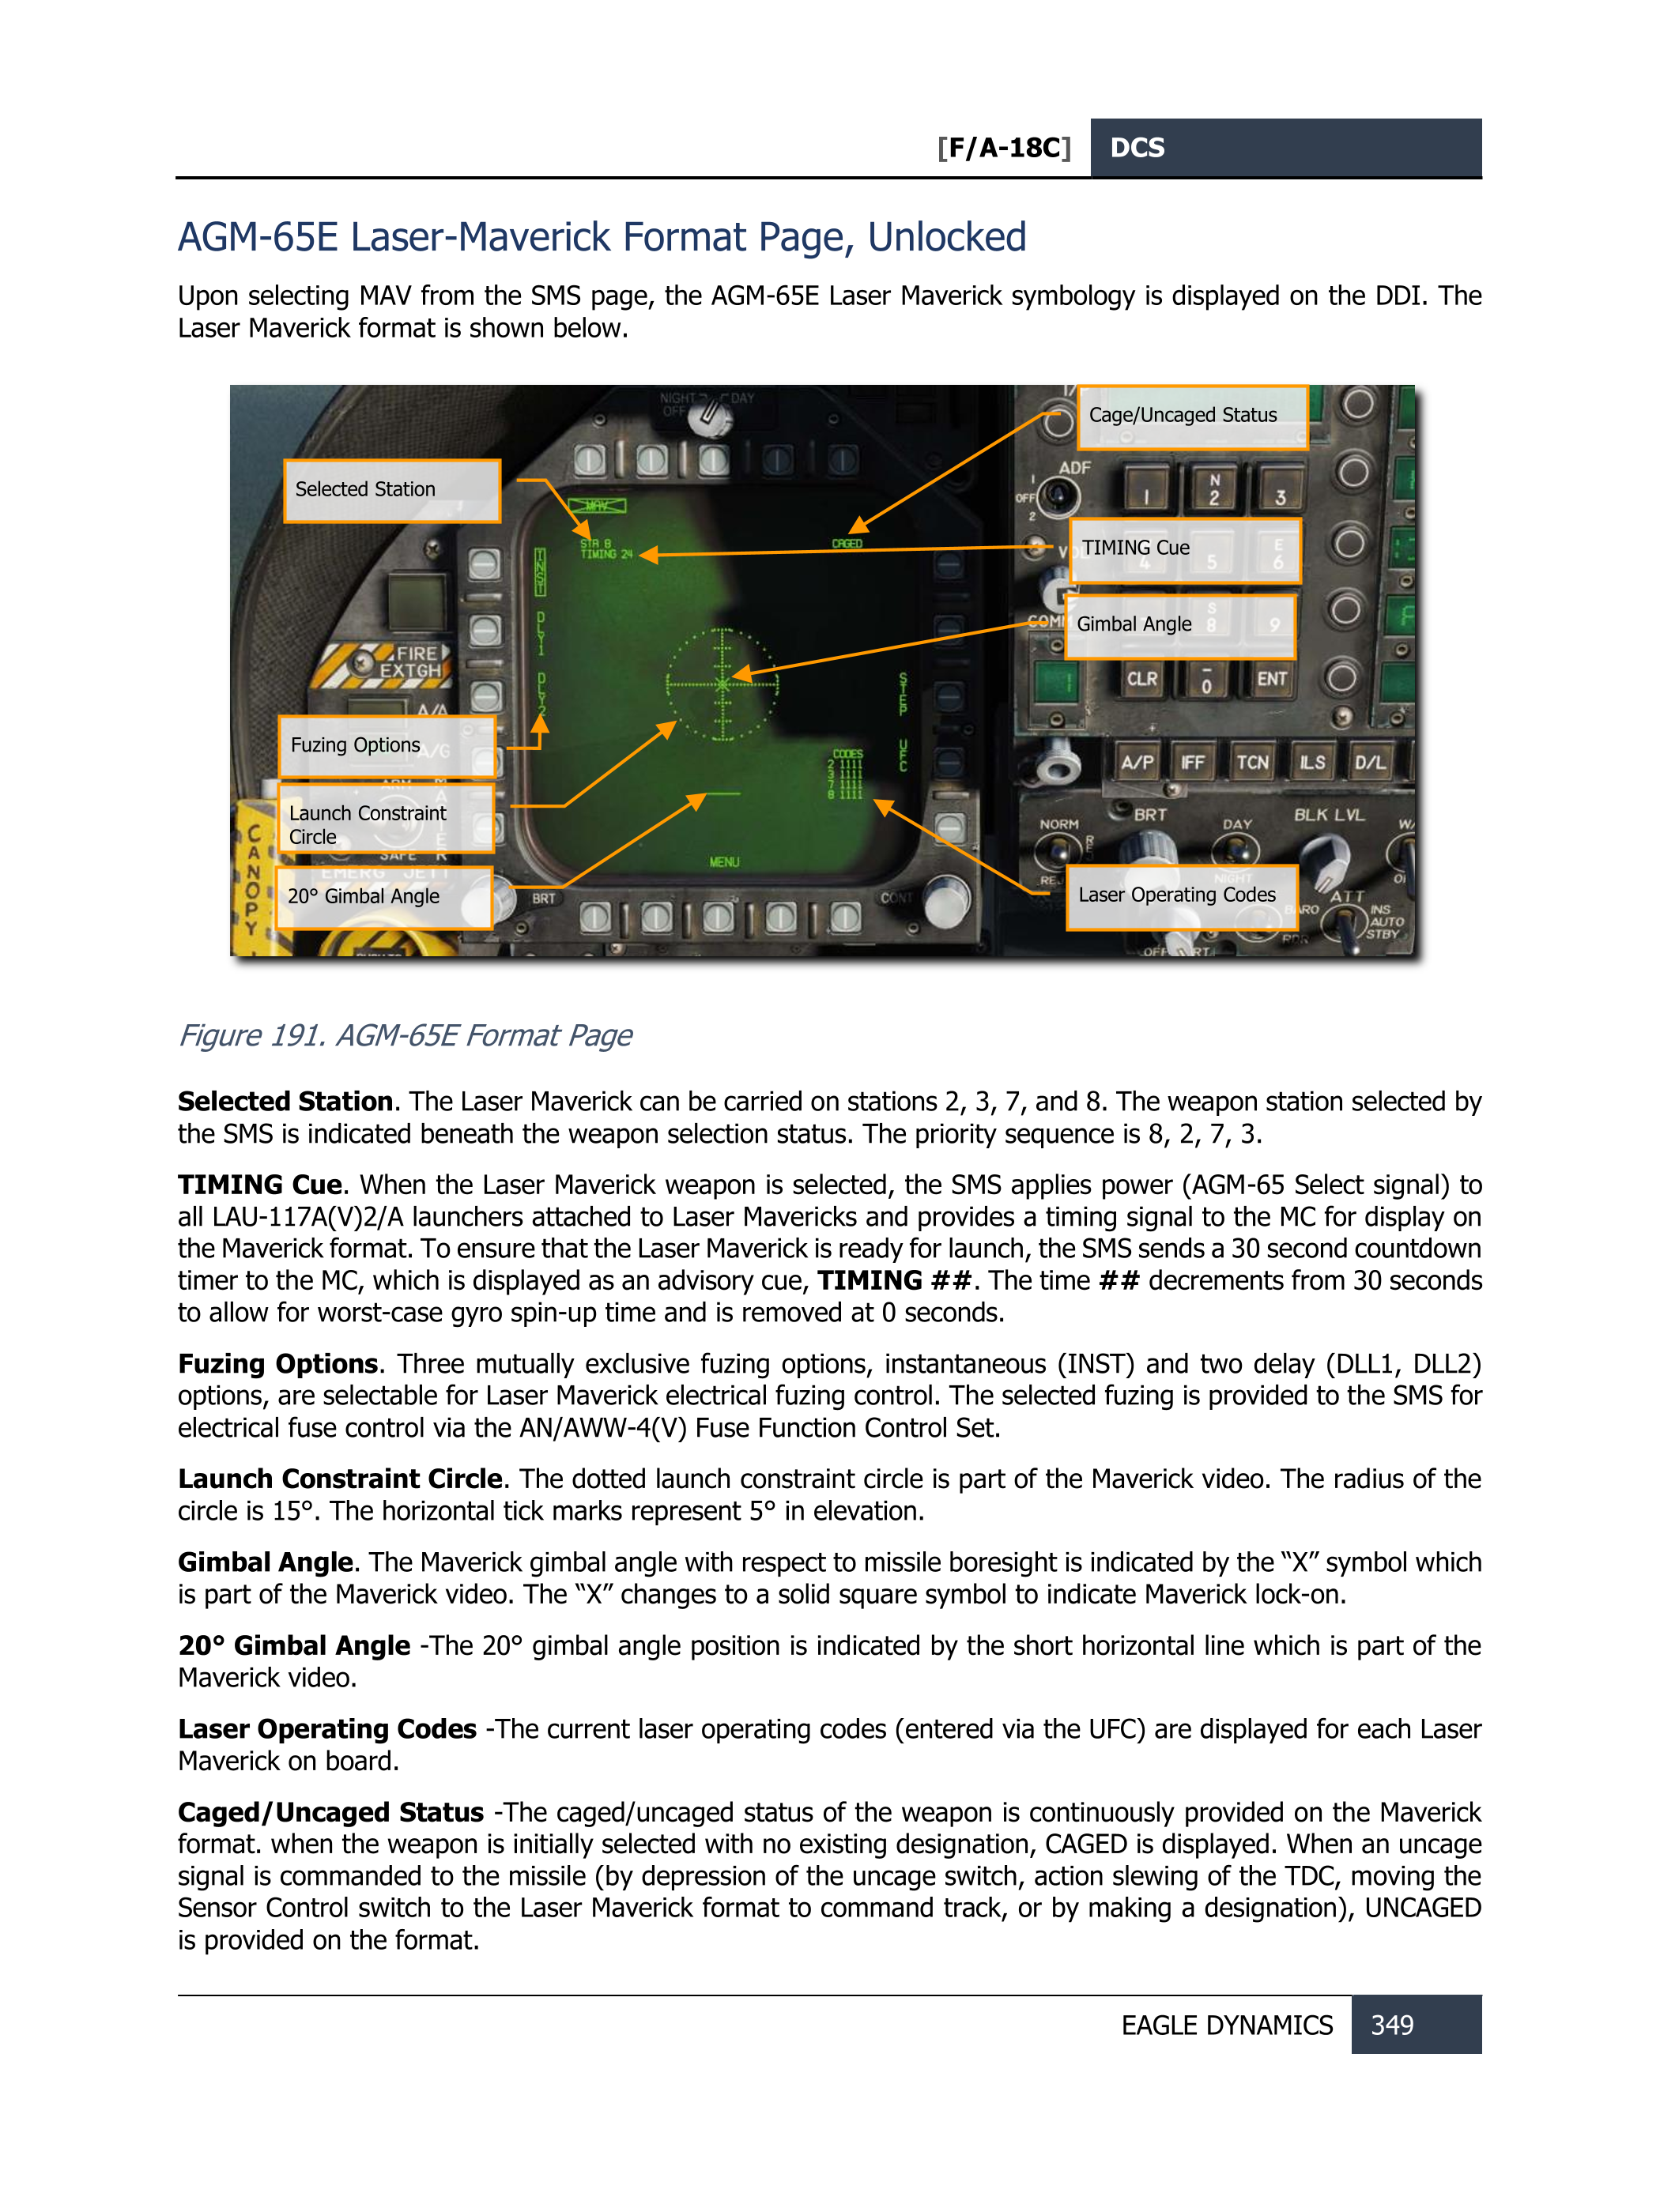 [F/A-18C] DCS
AGM-65E Laser-Maverick Format Page, Unlocked
Upon selecting MAV from the SMS page, the AGM-65E Laser Maverick symbology is displayed on the DDI. The
Laser Maverick format is shown below.
NIGHT DAY
OFF
Cage/Uncaged Status
Selected Station
ADF
1
OFF
2
1
N
2
3
MAV
STA 8
TIMING 24
CAGED
TIMING Cue
4
5
E
6
INST
DLY1
DLY2
Gimbal Angle
COMM
S
8
9
FIRE
EXTGH
STEP
CLR
0
ENT
A/A
Fuzing Options
A/G
UFC
CODES
2 1111
3 1111
7 1111
8 1111
A/P
IFF
TCN
ILS
D/L
Launch Constraint
Circle
SAFE
CANOPY
EMERG JETT
20° Gimbal Angle
MENU
BRT
CONT
NORM
BRT
DAY
BLK LVL
NIGHT
Laser Operating Codes
BARO
RDR
ATT
INS
AUTO
STBY
Figure 191. AGM-65E Format Page
Selected Station. The Laser Maverick can be carried on stations 2, 3, 7, and 8. The weapon station selected by
the SMS is indicated beneath the weapon selection status. The priority sequence is 8, 2, 7, 3.
TIMING Cue. When the Laser Maverick weapon is selected, the SMS applies power (AGM-65 Select signal) to
all LAU-117A(V)2/A launchers attached to Laser Mavericks and provides a timing signal to the MC for display on
the Maverick format. To ensure that the Laser Maverick is ready for launch, the SMS sends a 30 second countdown
timer to the MC, which is displayed as an advisory cue, TIMING ##. The time ## decrements from 30 seconds
to allow for worst-case gyro spin-up time and is removed at 0 seconds.
Fuzing Options. Three mutually exclusive fuzing options, instantaneous (INST) and two delay (DLL1, DLL2)
options, are selectable for Laser Maverick electrical fuzing control. The selected fuzing is provided to the SMS for
electrical fuse control via the AN/AWW-4(V) Fuse Function Control Set.
Launch Constraint Circle. The dotted launch constraint circle is part of the Maverick video. The radius of the
circle is 15°. The horizontal tick marks represent 5° in elevation.
Gimbal Angle. The Maverick gimbal angle with respect to missile boresight is indicated by the “X” symbol which
is part of the Maverick video. The “X” changes to a solid square symbol to indicate Maverick lock-on.
20° Gimbal Angle -The 20° gimbal angle position is indicated by the short horizontal line which is part of the
Maverick video.
Laser Operating Codes -The current laser operating codes (entered via the UFC) are displayed for each Laser
Maverick on board.
Caged/Uncaged Status -The caged/uncaged status of the weapon is continuously provided on the Maverick
format. when the weapon is initially selected with no existing designation, CAGED is displayed. When an uncage
signal is commanded to the missile (by depression of the uncage switch, action slewing of the TDC, moving the
Sensor Control switch to the Laser Maverick format to command track, or by making a designation), UNCAGED
is provided on the format.
EAGLE DYNAMICS 349